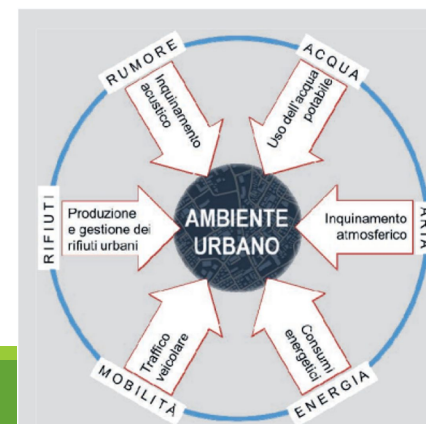 RUMORE
ACQUA
Inquinamento
acustico
Uso dell'acqua
potabile
RIFIUTI
Produzione
e gestione dei
rifiuti urbani
AMBIENTE
URBANO
Inquinamento
atmosferico
ARIA
Traffico
veicolare
Consumi
energetici
MOBILITÀ
ENERGIA